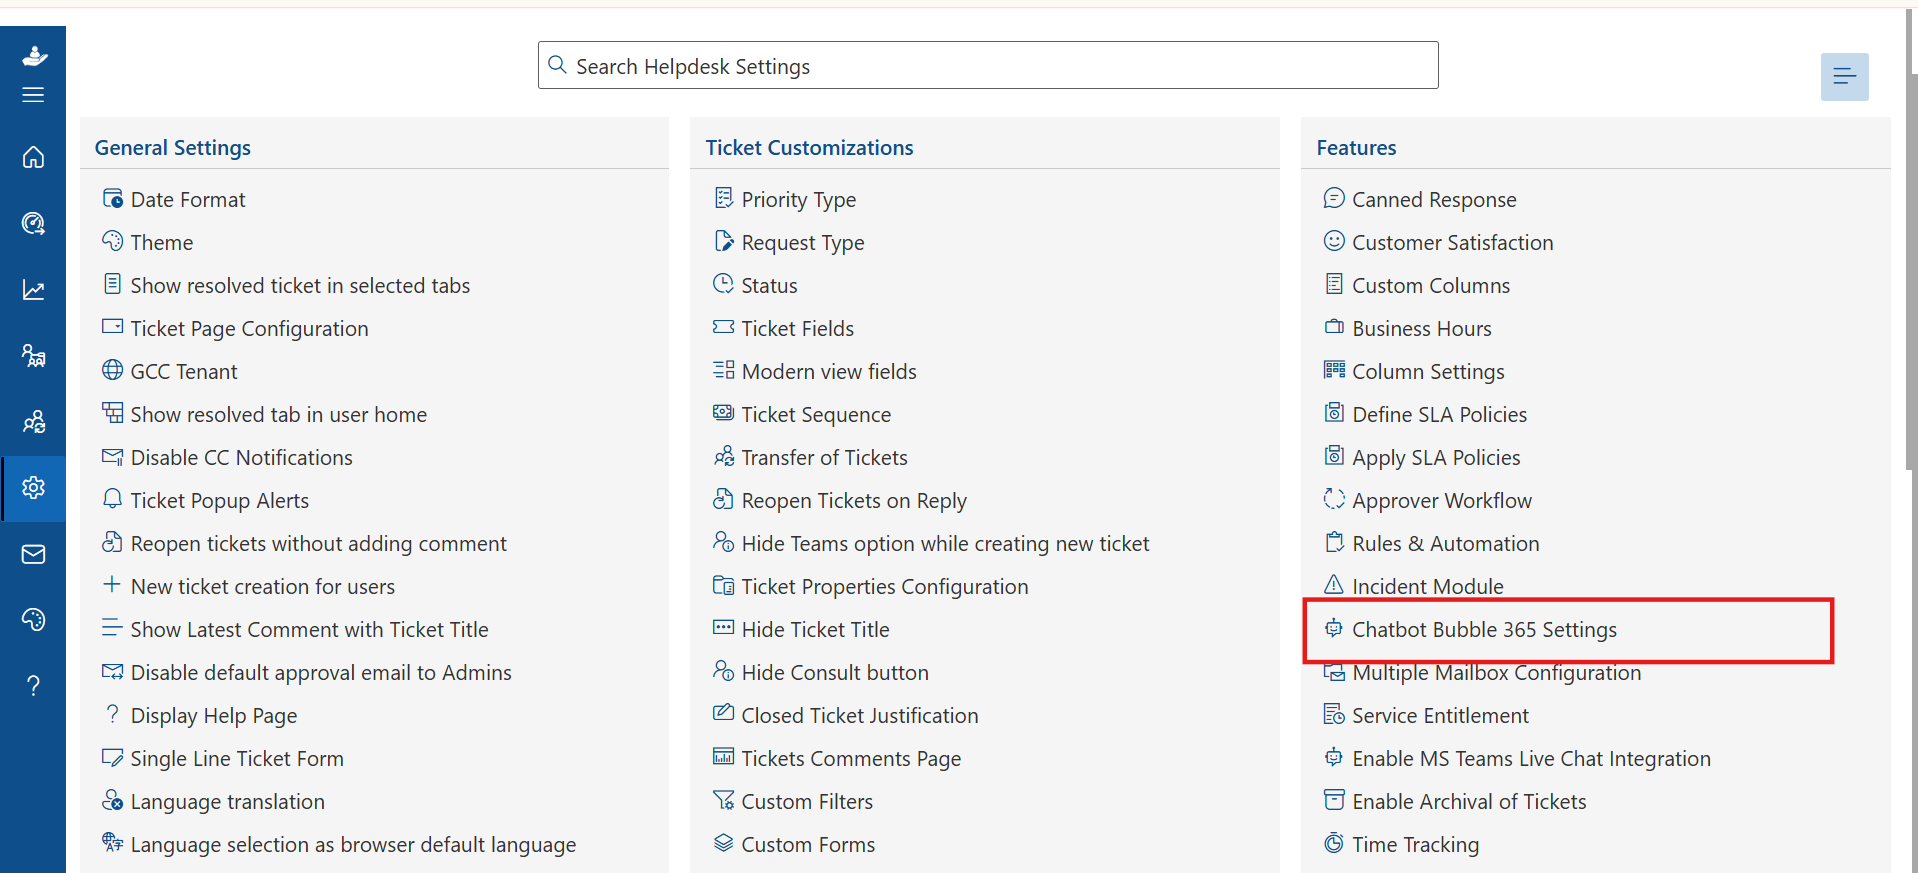 Search Helpdesk Settings
General Settings
Date Format
Theme
Show resolved ticket in selected tabs
Ticket Page Configuration
GCC Tenant
Show resolved tab in user home
Disable CC Notifications
Ticket Popup Alerts
Reopen tickets without adding comment
New ticket creation for users
Show Latest Comment with Ticket Title
Disable default approval email to Admins
Display Help Page
Single Line Ticket Form
Language translation
Language selection as browser default language
Ticket Customizations
Priority Type
Request Type
Status
Ticket Fields
Modern view fields
Ticket Sequence
Transfer of Tickets
Reopen Tickets on Reply
Hide Teams option while creating new ticket
Ticket Properties Configuration
Hide Ticket Title
Hide Consult button
Closed Ticket Justification
Tickets Comments Page
Custom Filters
Custom Forms
Features
Canned Response
Customer Satisfaction
Custom Columns
Business Hours
Column Settings
Define SLA Policies
Apply SLA Policies
Approver Workflow
Rules & Automation
Incident Module
Chatbot Bubble 365 Settings
Multiple Mailbox Configuration
Service Entitlement
Enable MS Teams Live Chat Integration
Enable Archival of Tickets
Time Tracking